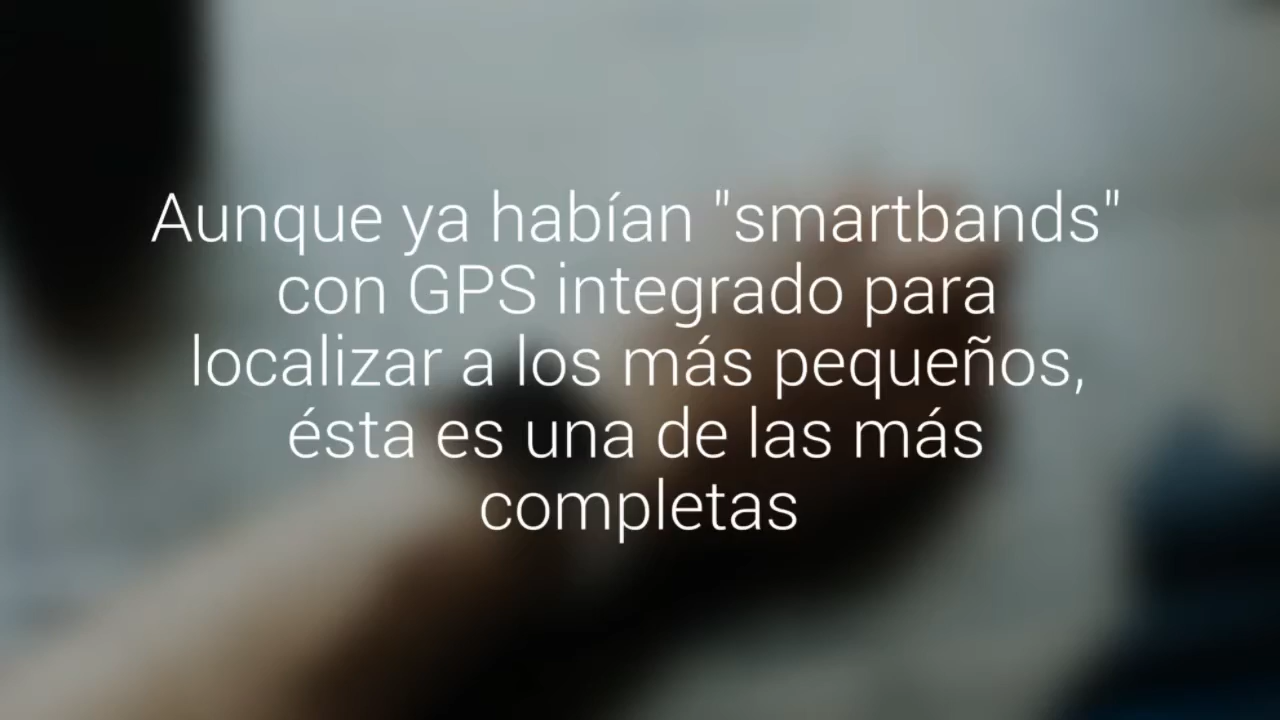 Aunque ya habían "smartbands"
con GPS integrado para
localizar a los más pequeños,
ésta es una de las más
completas